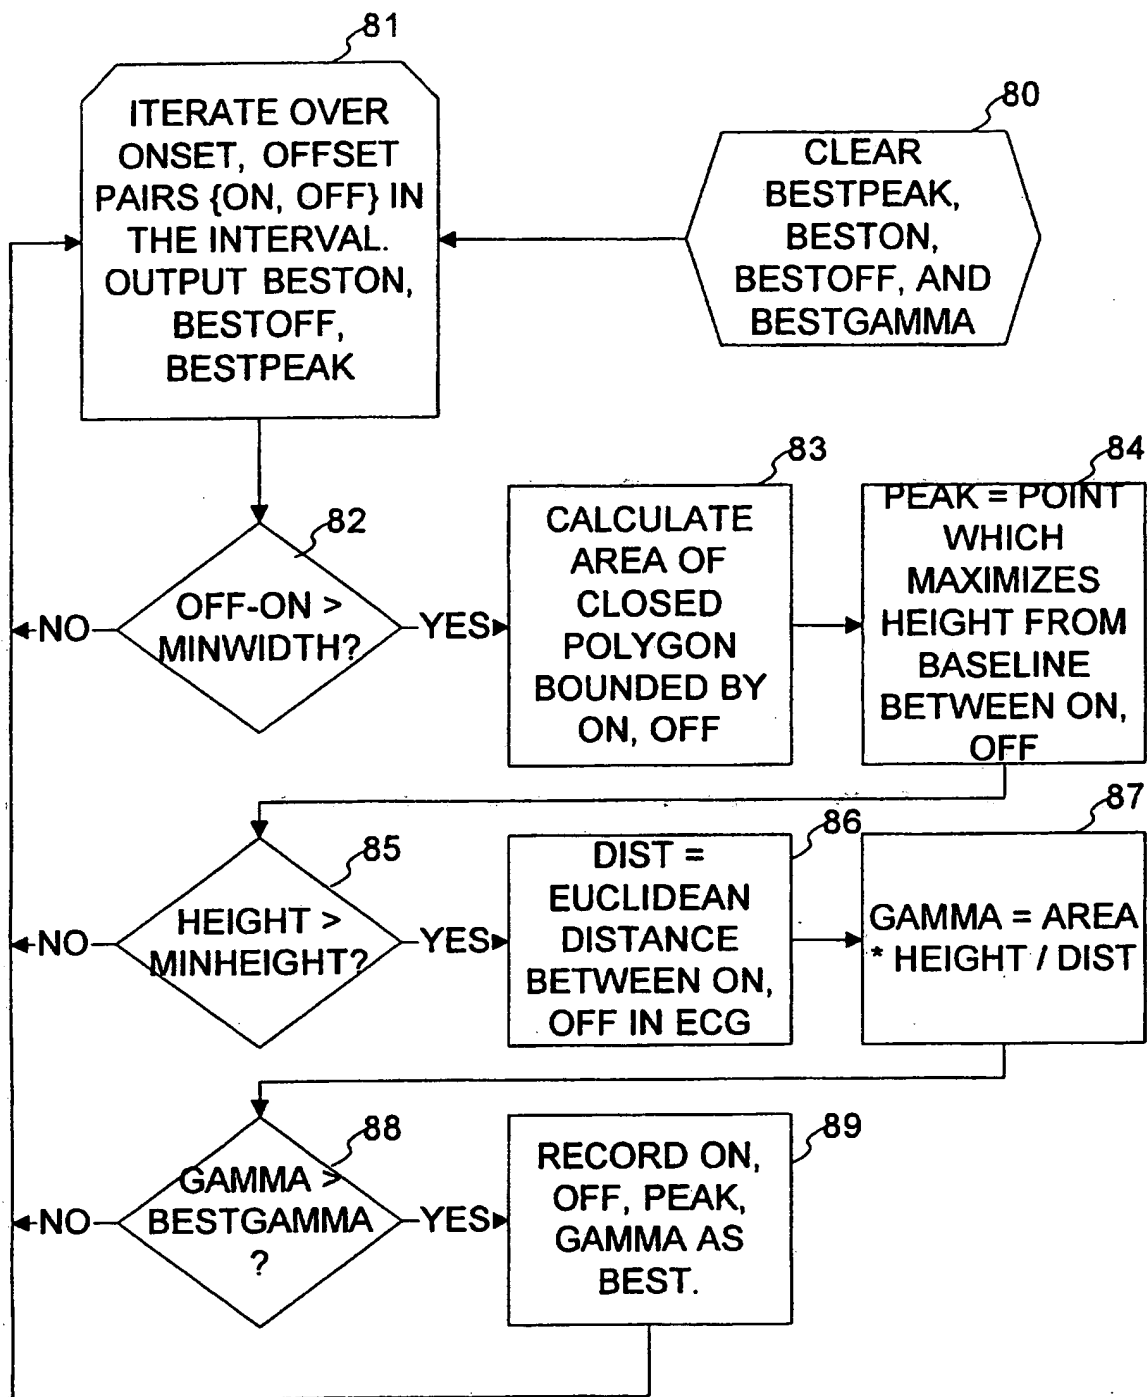 81
ITERATE OVER
ONSET, OFFSET
PAIRS {ON, OFF} IN
THE INTERVAL.
OUTPUT BESTON,
BESTOFF,
BESTPEAK
80
CLEAR
BESTPEAK,
BESTON,
BESTOFF, AND
BESTGAMMA
82
OFF-ON >
MINWIDTH?
NO
YES
83
CALCULATE
AREA OF
CLOSED
POLYGON
BOUNDED BY
ON, OFF
84
PEAK = POINT
WHICH
MAXIMIZES
HEIGHT FROM
BASELINE
BETWEEN ON,
OFF
85
HEIGHT >
MINHEIGHT?
NO
YES
86
DIST =
EUCLIDEAN
DISTANCE
BETWEEN ON,
OFF IN ECG
87
GAMMA = AREA
* HEIGHT / DIST
88
GAMMA >
BESTGAMMA
?
NO
YES
89
RECORD ON,
OFF, PEAK,
GAMMA AS
BEST.